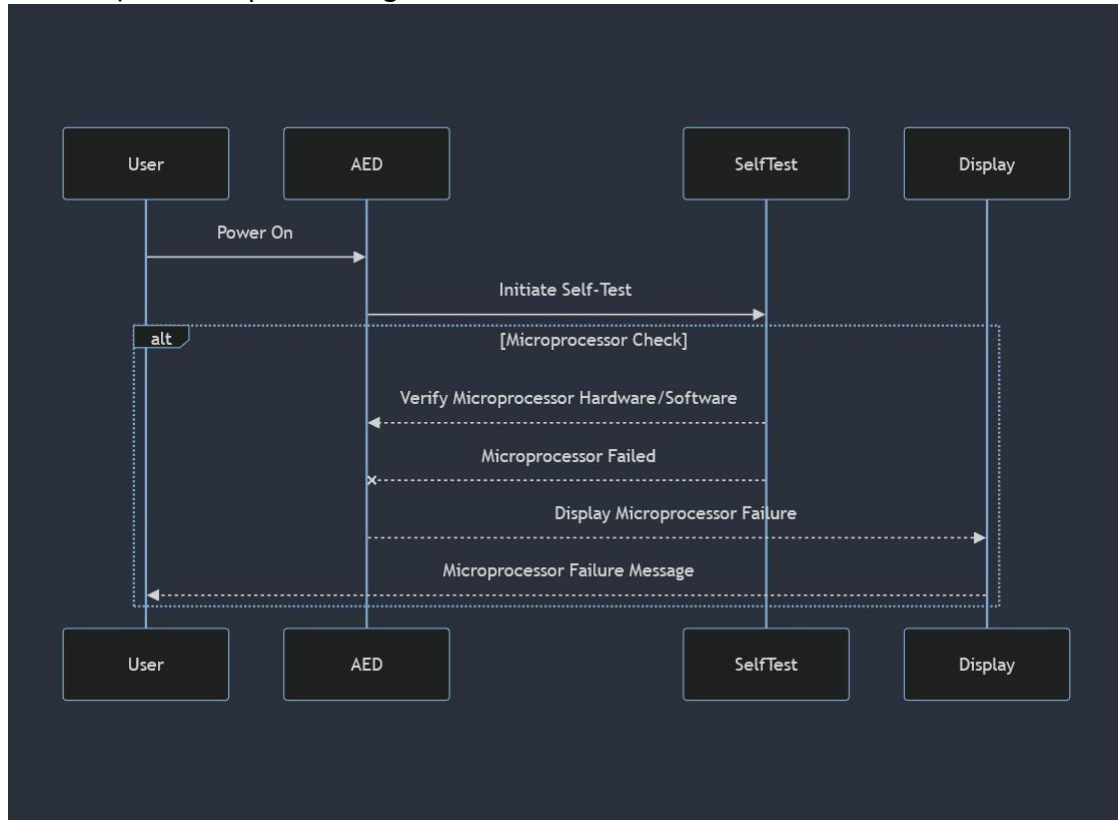 User AED SelfTest Display
Power On
Initiate Self-Test
alt [Microprocessor Check]
Verify Microprocessor Hardware/Software
Microprocessor Failed
Display Microprocessor Failure
Microprocessor Failure Message
User AED SelfTest Display